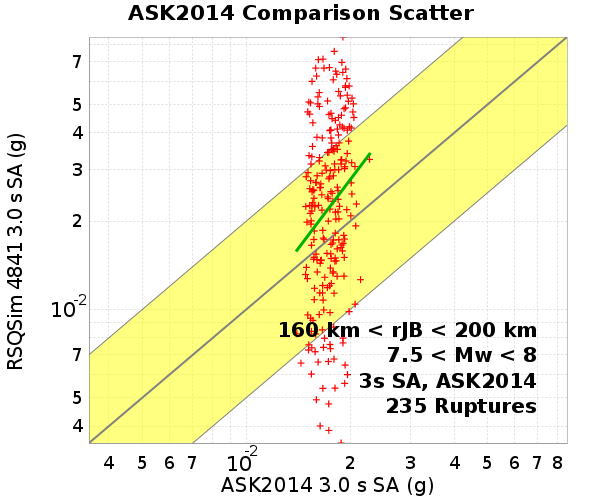 ASK2014 Comparison Scatter
RSQSim 4841 3.0 s SA (g)
7
5
4
3
2
10⁻²
7
5
4
160 km < rJB < 200 km
7.5 < Mw < 8
3s SA, ASK2014
235 Ruptures
4 5 6 7 10⁻² 2 3 4 5 6 7 8
ASK2014 3.0 s SA (g)